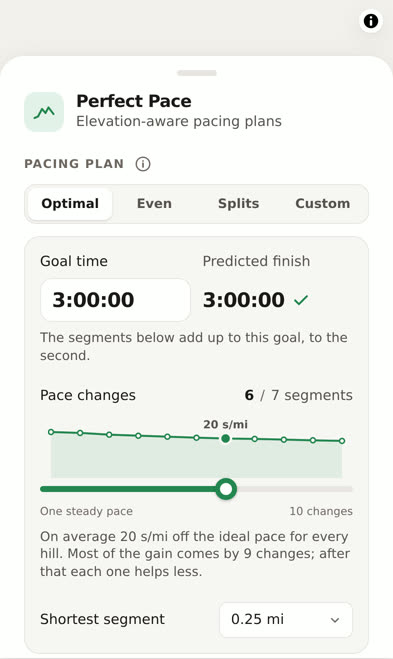 Perfect Pace
Elevation-aware pacing plans
PACING PLAN
Optimal Even Splits Custom
Goal time Predicted finish
3:00:00 3:00:00
The segments below add up to this goal, to the
second.
Pace changes 6 / 7 segments
20 s/mi
One steady pace 10 changes
On average 20 s/mi off the ideal pace for every
hill. Most of the gain comes by 9 changes; after
that each one helps less.
Shortest segment 0.25 mi